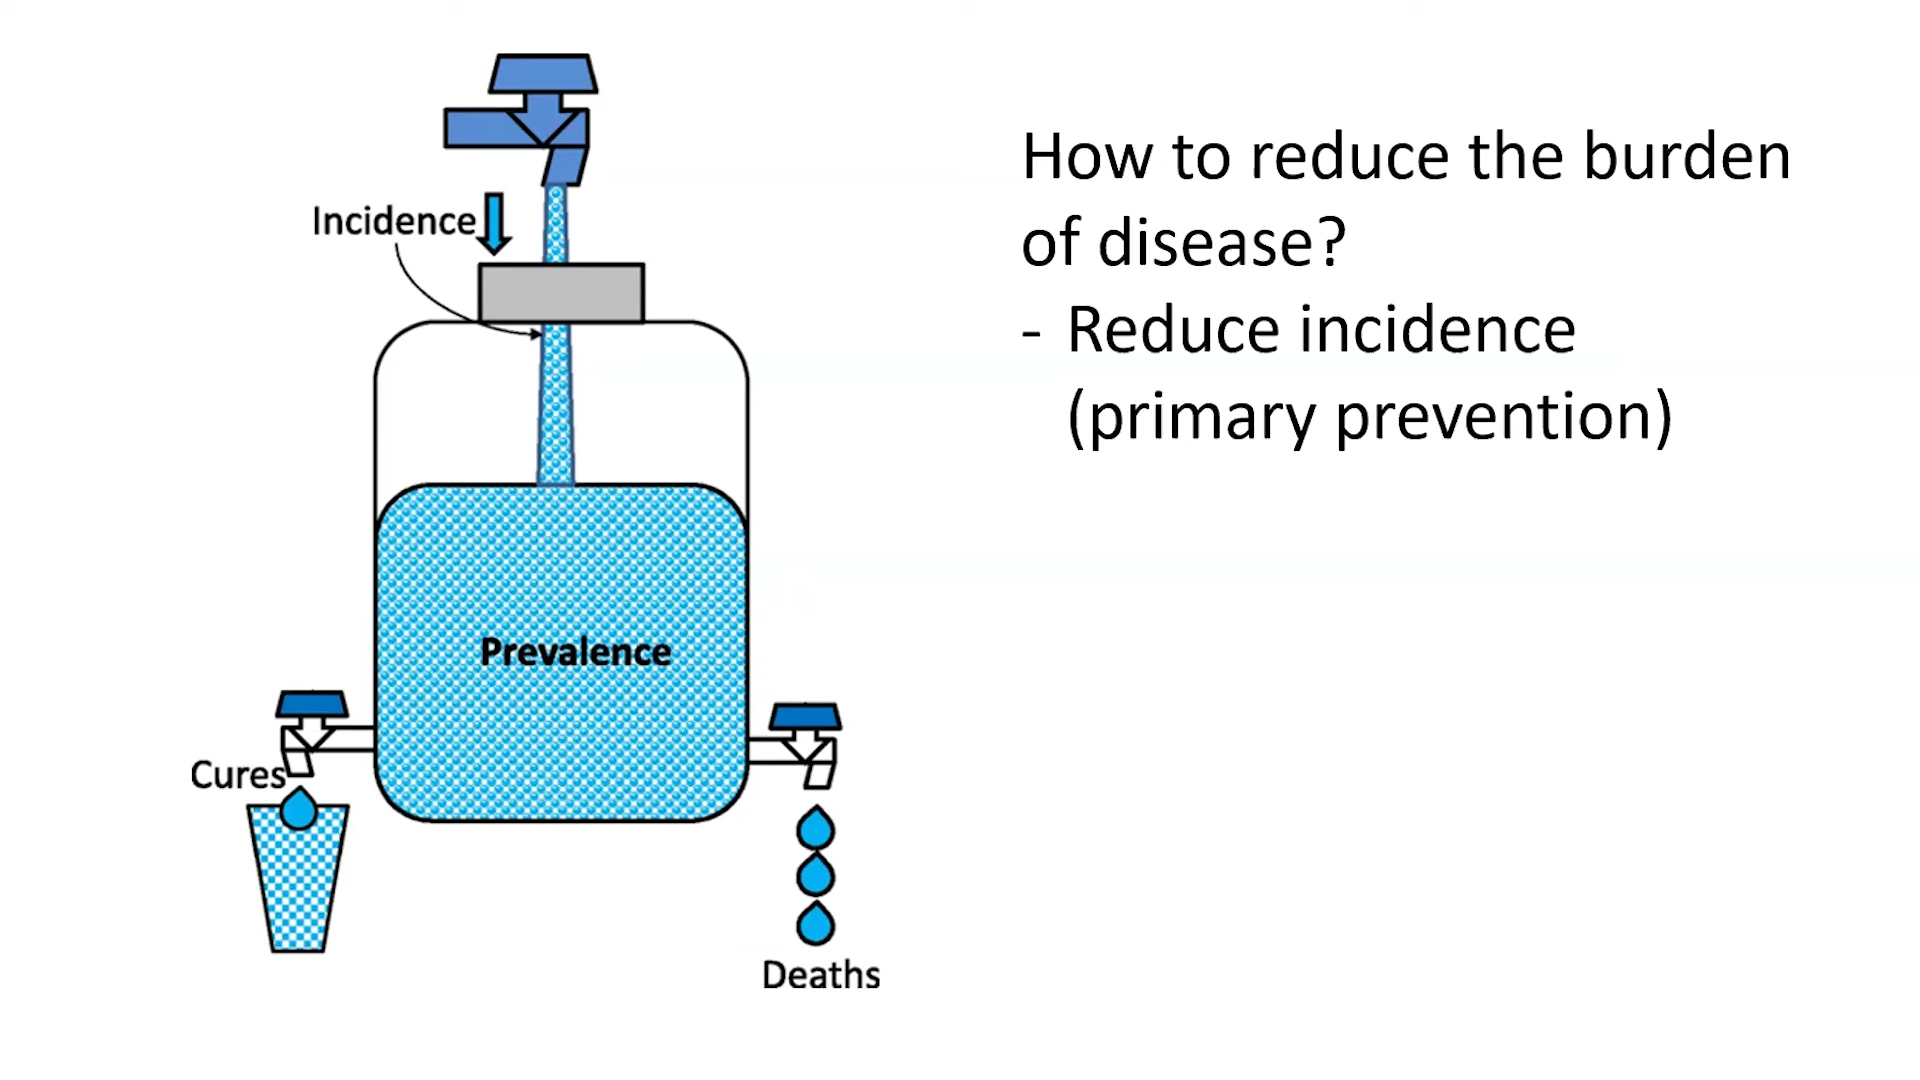 Incidence
Prevalence
Cures
Deaths
How to reduce the burden
of disease?
- Reduce incidence
(primary prevention)